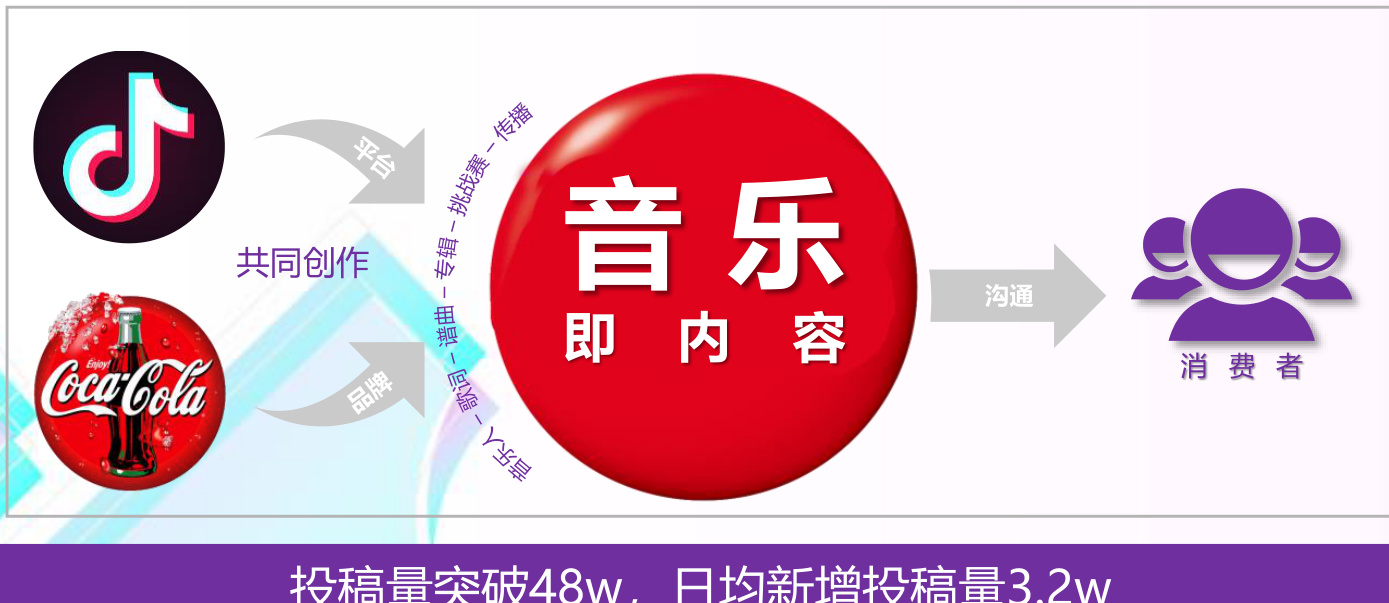 平台
共同创作
Enjoy!
Coca-Cola
品牌
音乐人 – 歌词 – 谱曲 – 专辑 – 挑战赛 – 传播
音乐
即内容
沟通
消费者
投稿量突破48w，日均新增投稿量3.2w